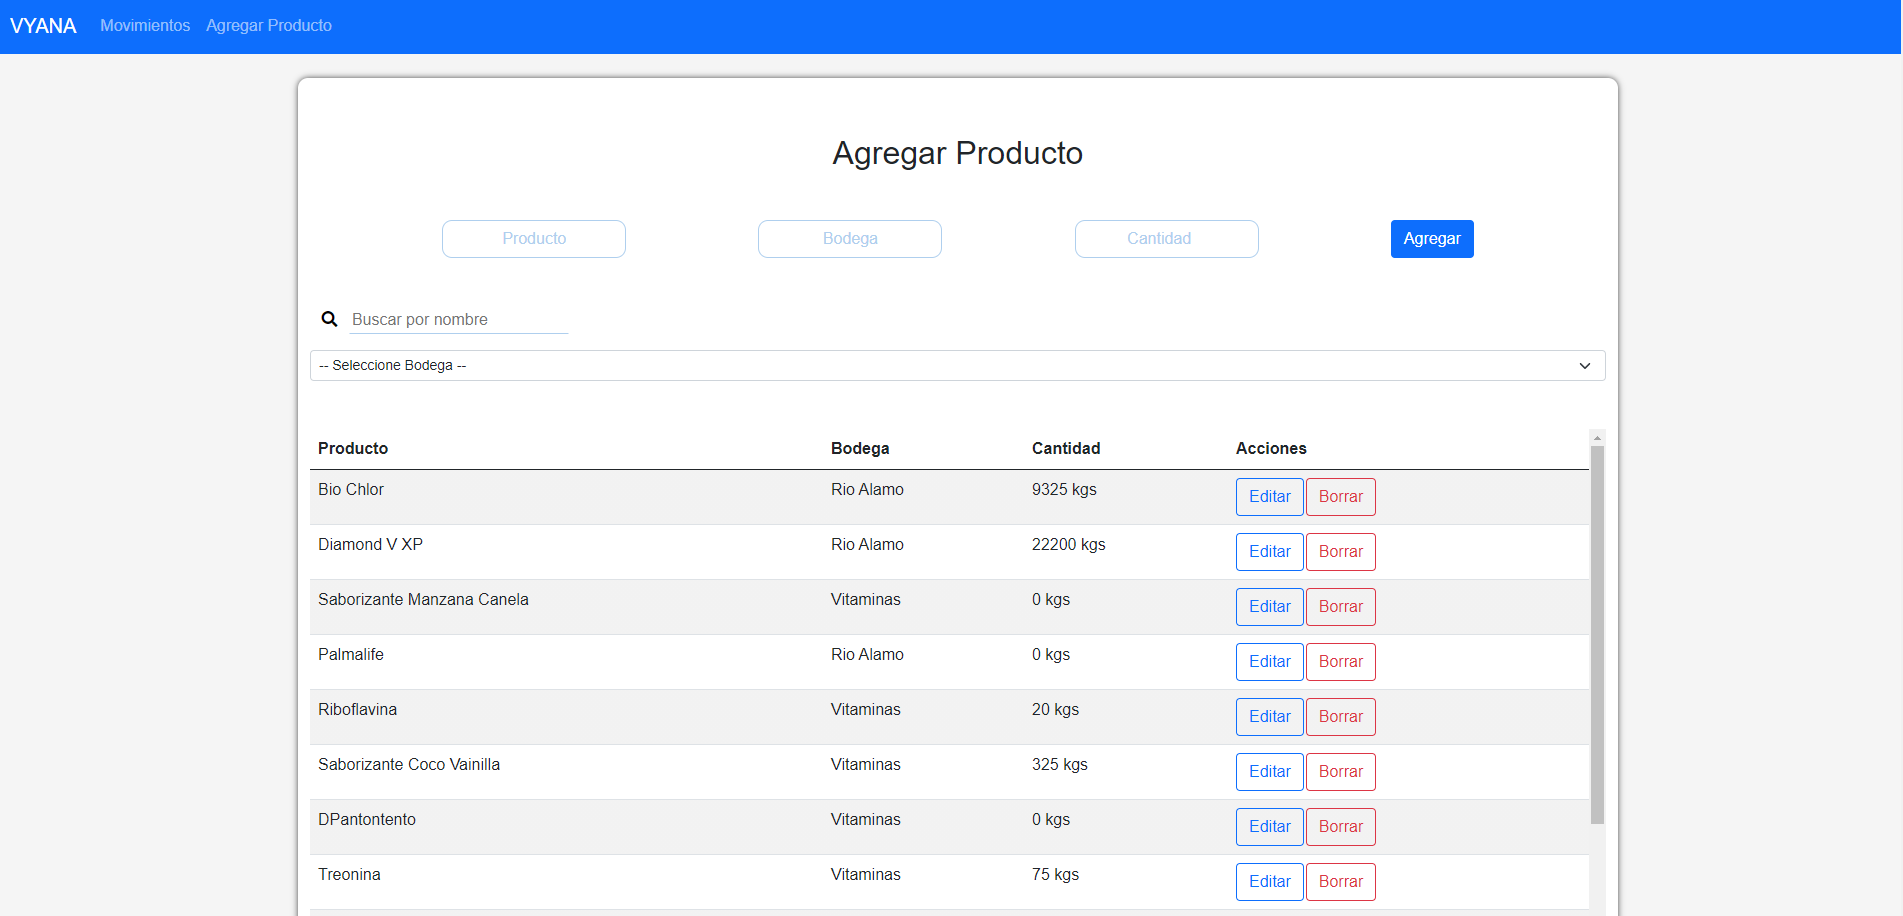 VYANA Movimientos Agregar Producto
Agregar Producto
Producto Bodega Cantidad Agregar
Buscar por nombre
-- Seleccione Bodega --
Producto Bodega Cantidad Acciones
Bio Chlor Rio Alamo 9325 kgs Editar Borrar
Diamond V XP Rio Alamo 22200 kgs Editar Borrar
Saborizante Manzana Canela Vitaminas 0 kgs Editar Borrar
Palmalife Rio Alamo 0 kgs Editar Borrar
Riboflavina Vitaminas 20 kgs Editar Borrar
Saborizante Coco Vainilla Vitaminas 325 kgs Editar Borrar
DPantontento Vitaminas 0 kgs Editar Borrar
Treonina Vitaminas 75 kgs Editar Borrar